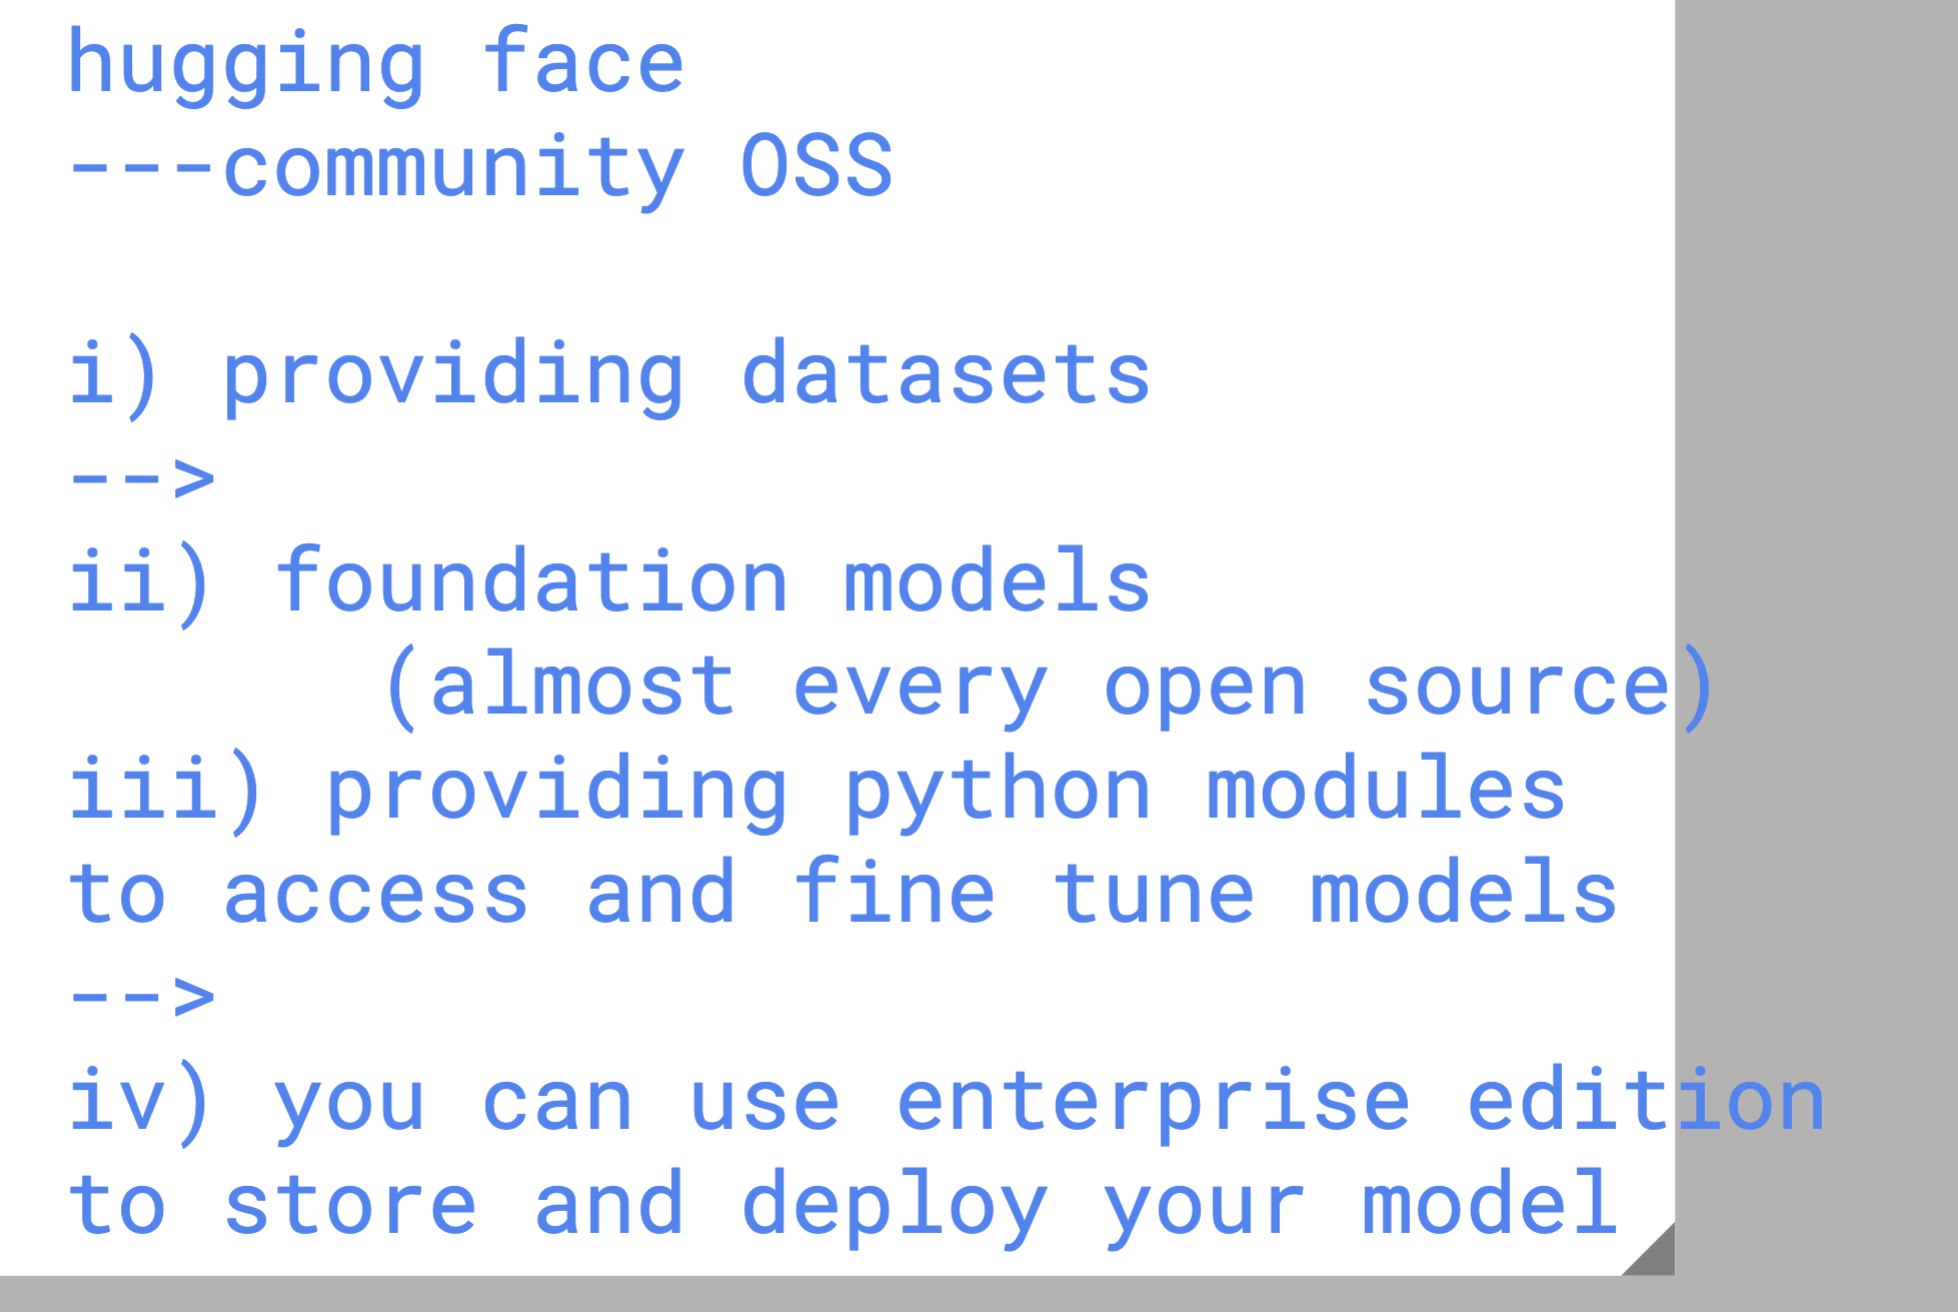 hugging face
---community OSS
i) providing datasets
-->
ii) foundation models
(almost every open source)
iii) providing python modules
to access and fine tune models
-->
iv) you can use enterprise edition
to store and deploy your model